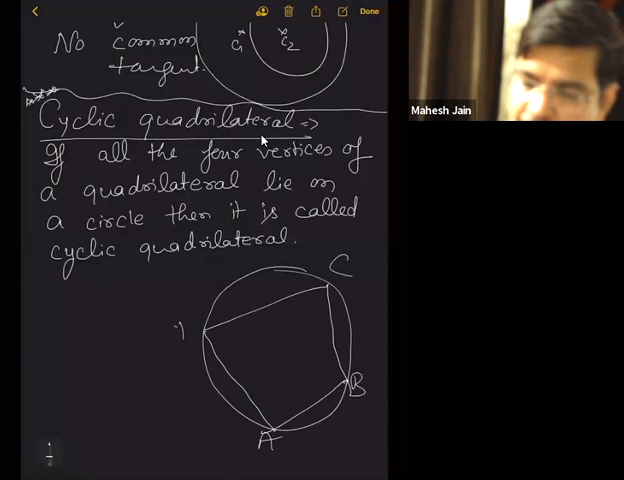 Done
No common
tangent.
C1 C2
Mahesh Jain
Cyclic quadrilateral =>
If all the four vertices of
a quadrilateral lie on
a circle then it is called
cyclic quadrilateral.
C
B
A